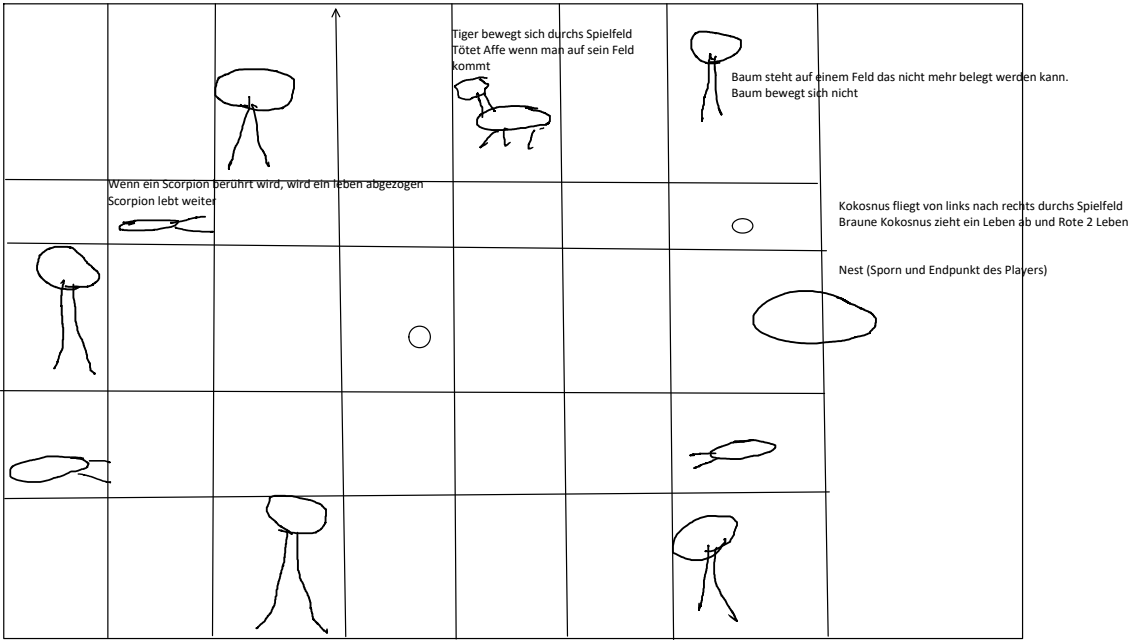 Tiger bewegt sich durchs Spielfeld
Tötet Affe wenn man auf sein Feld
kommt
Baum steht auf einem Feld das nicht mehr belegt werden kann.
Baum bewegt sich nicht
Wenn ein Scorpion berührt wird, wird ein leben abgezogen
Scorpion lebt weiter
Kokosnus fliegt von links nach rechts durchs Spielfeld
Braune Kokosnus zieht ein Leben ab und Rote 2 Leben
Nest (Sporn und Endpunkt des Players)